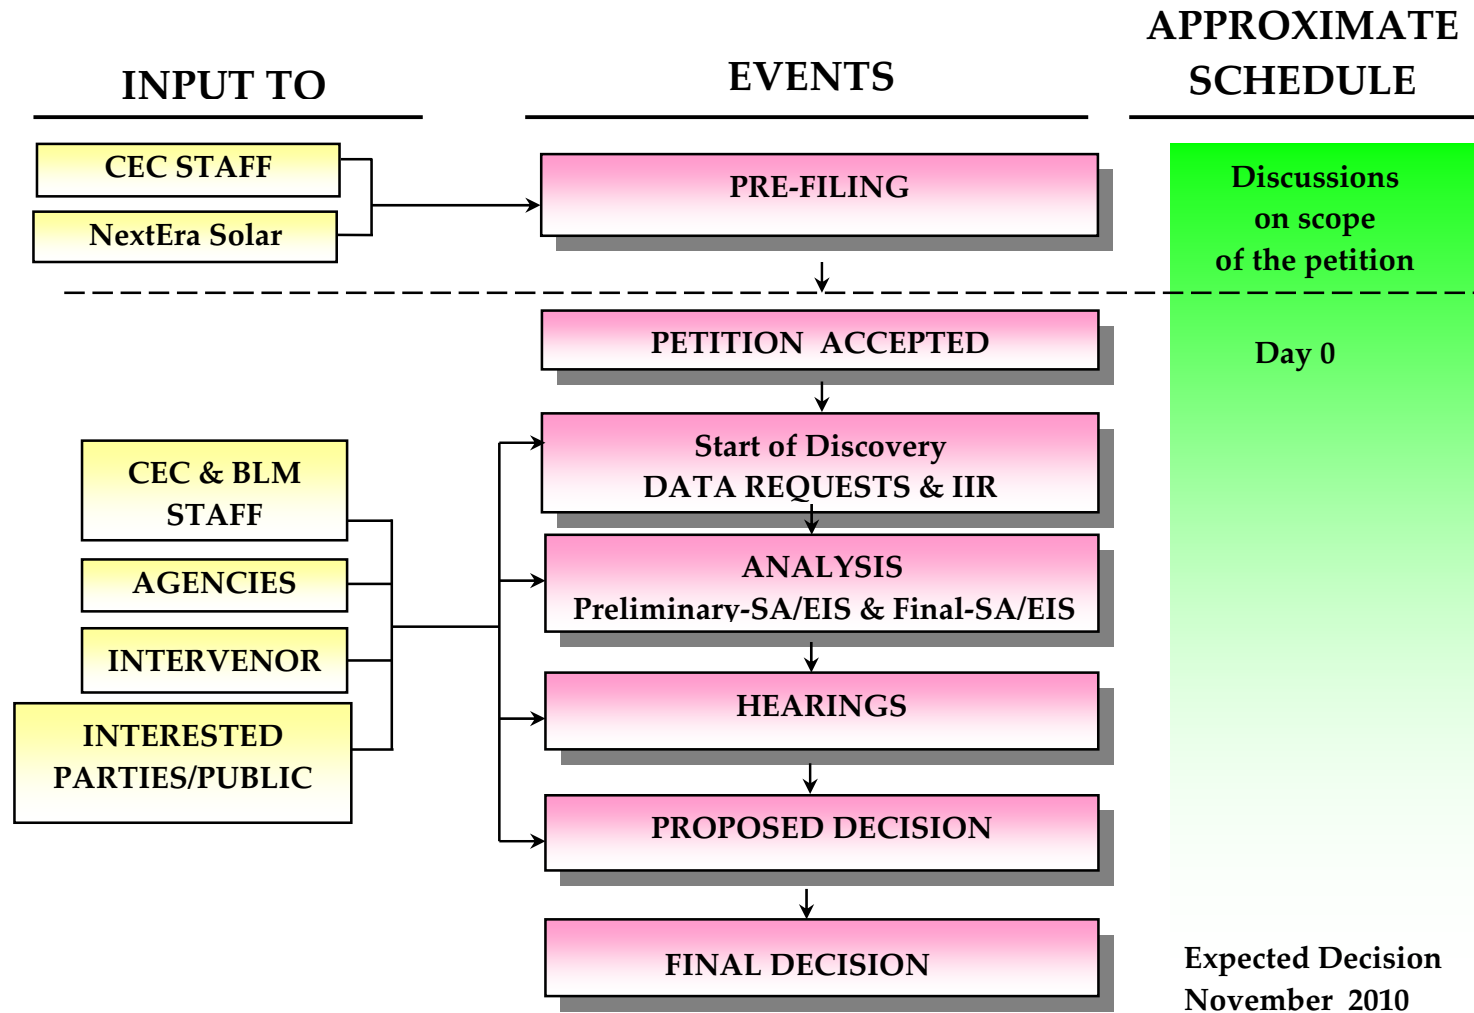 INPUT TO
EVENTS
APPROXIMATE
SCHEDULE
CEC STAFF
NextEra Solar
PRE-FILING
Discussions
on scope
of the petition
PETITION ACCEPTED
Day 0
CEC & BLM
STAFF
AGENCIES
INTERVENOR
INTERESTED
PARTIES/PUBLIC
Start of Discovery
DATA REQUESTS & IIR
ANALYSIS
Preliminary-SA/EIS & Final-SA/EIS
HEARINGS
PROPOSED DECISION
FINAL DECISION
Expected Decision
November 2010